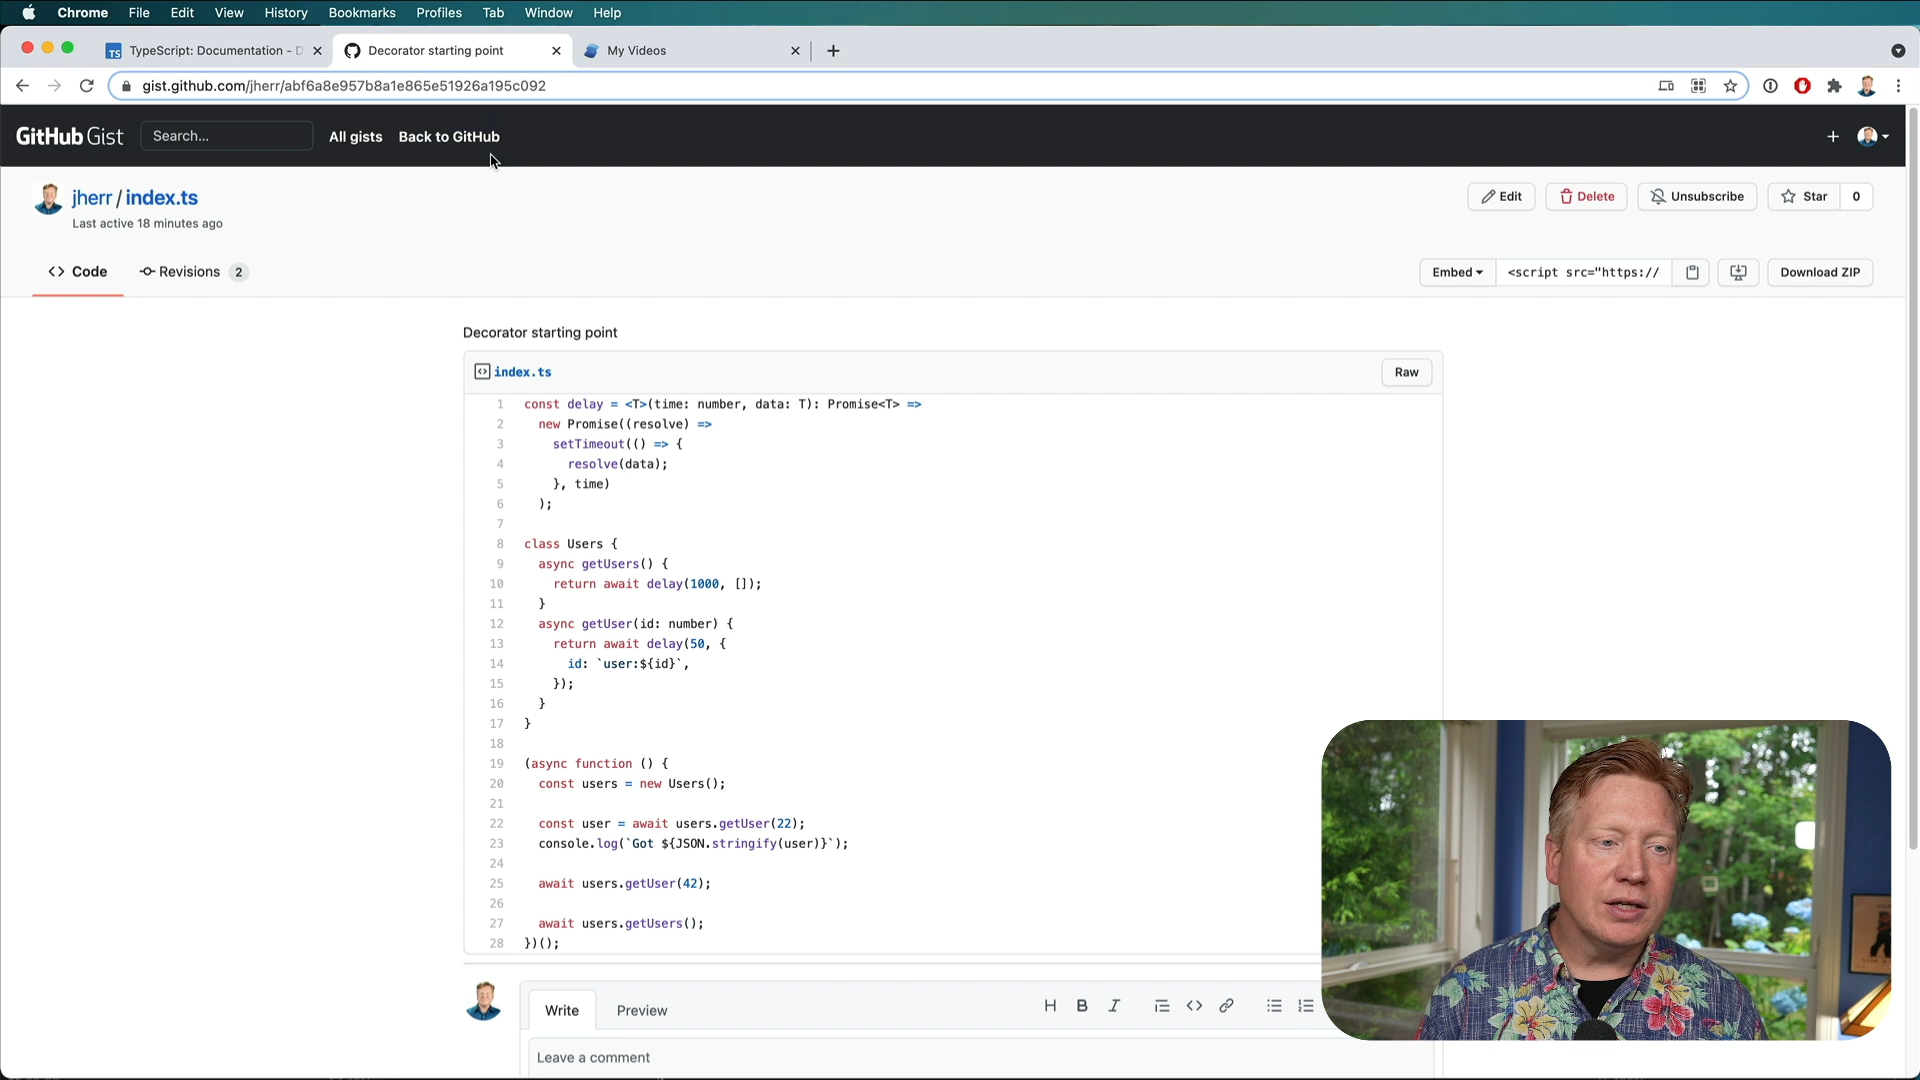 Chrome File Edit View History Bookmarks Profiles Tab Window Help
TypeScript: Documentation - D
Decorator starting point
My Videos
gist.github.com/jherr/abf6a8e957b8a1e865e51926a195c092
GitHub Gist Search... All gists Back to GitHub
jherr / index.ts
Last active 18 minutes ago
Edit Delete Unsubscribe Star 0
Code Revisions 2
Embed <script src="https:// Download ZIP
Decorator starting point
index.ts Raw
1 const delay = <T>(time: number, data: T): Promise<T> =>
2 new Promise((resolve) =>
3 setTimeout(() => {
4 resolve(data);
5 }, time)
6 );
7
8 class Users {
9 async getUsers() {
10 return await delay(1000, []);
11 }
12 async getUser(id: number) {
13 return await delay(50, {
14 id: `user:${id}`,
15 });
16 }
17 }
18
19 (async function () {
20 const users = new Users();
21
22 const user = await users.getUser(22);
23 console.log(`Got ${JSON.stringify(user)}`);
24
25 await users.getUser(42);
26
27 await users.getUsers();
28 })();
Write Preview
Leave a comment